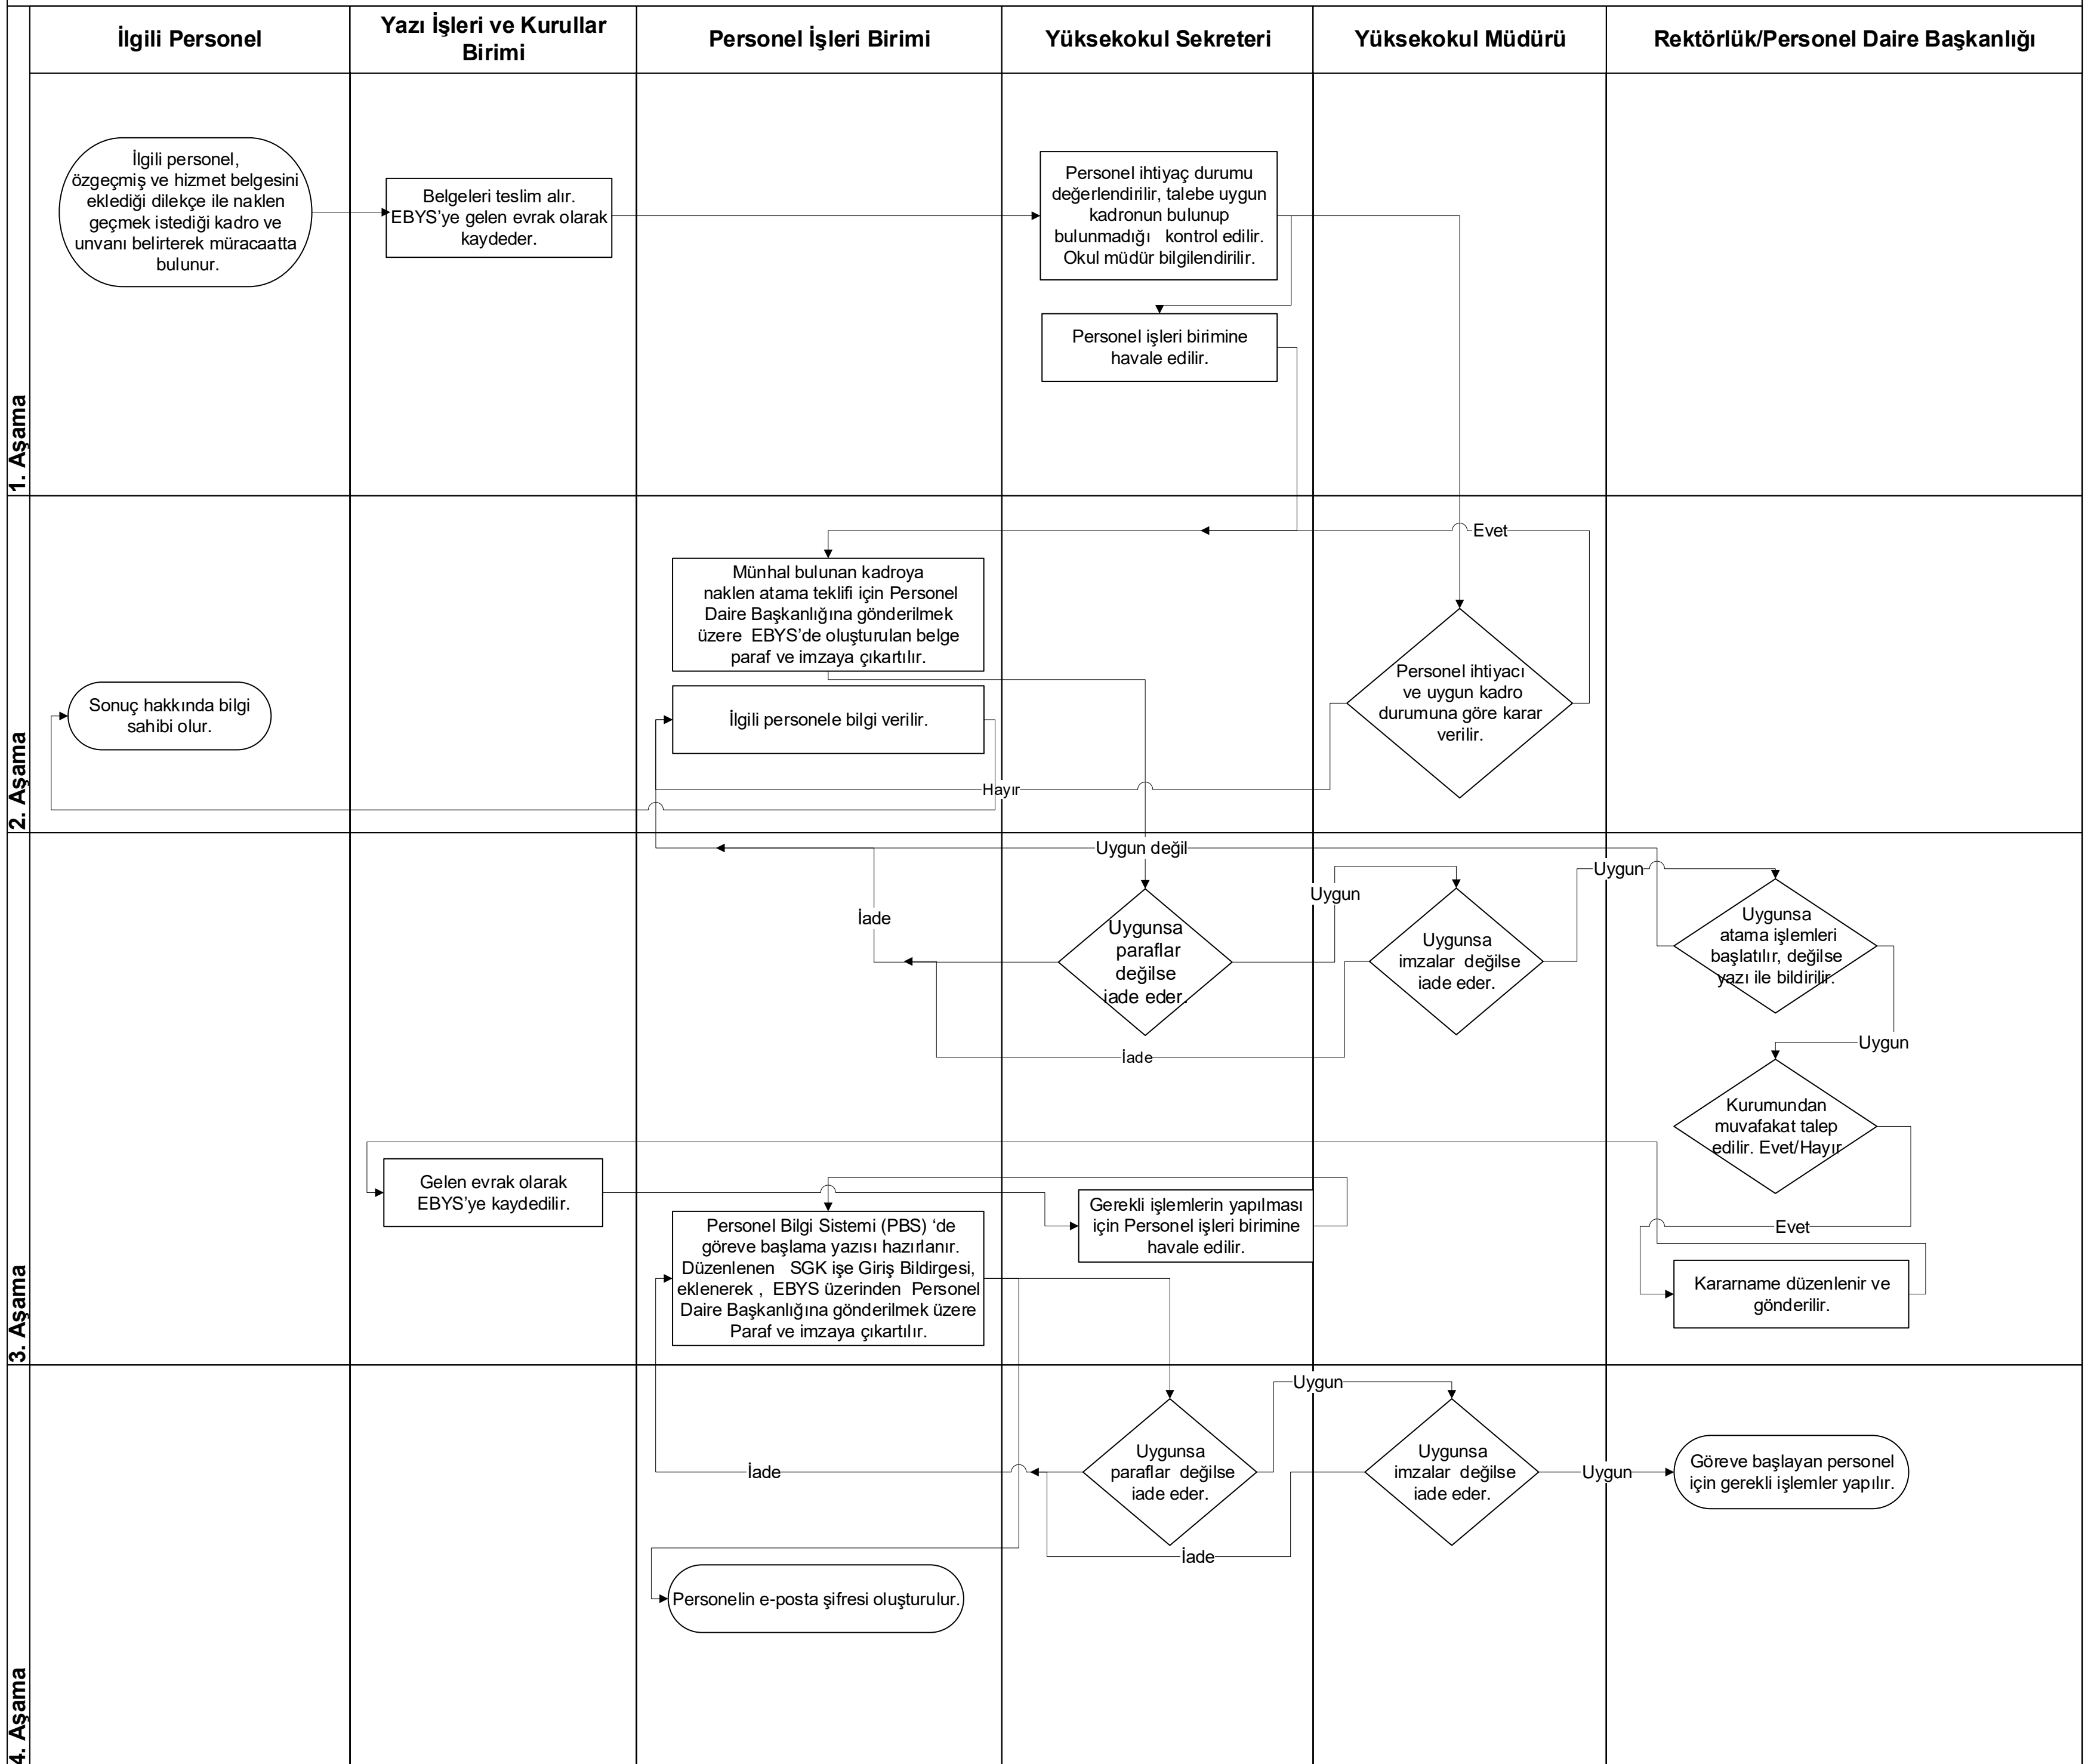 İlgili Personel
Yazı İşleri ve Kurullar
Birimi
Personel İşleri Birimi
Yüksekokul Sekreteri
Yüksekokul Müdürü
Rektörlük/Personel Daire Başkanlığı
1. Aşama
İlgili personel,
özgeçmiş ve hizmet belgesini
eklediği dilekçe ile naklen
geçmek istediği kadro ve
unvanı belirterek müracaatta
bulunur.
Belgeleri teslim alır.
EBYS’ye gelen evrak olarak
kaydeder.
Personel ihtiyaç durumu
değerlendirilir, talebe uygun
kadronun bulunup
bulunmadığı kontrol edilir.
Okul müdür bilgilendirilir.
Personel işleri birimine
havale edilir.
2. Aşama
Evet
Münhal bulunan kadroya
naklen atama teklifi için Personel
Daire Başkanlığına gönderilmek
üzere EBYS’de oluşturulan belge
paraf ve imzaya çıkartılır.
Personel ihtiyacı
ve uygun kadro
durumuna göre karar
verilir.
Sonuç hakkında bilgi
sahibi olur.
İlgili personele bilgi verilir.
Hayır
3. Aşama
Uygun değil
İade
Uygunsa
paraflar
değilse
iade eder.
Uygun
Uygunsa
imzalar değilse
iade eder.
Uygun
Uygunsa
atama işlemleri
başlatılır, değilse
yazı ile bildirilir.
İade
Uygun
Kurumundan
muvafakat talep
edilir. Evet/Hayır
Gelen evrak olarak
EBYS’ye kaydedilir.
Gerekli işlemlerin yapılması
için Personel işleri birimine
havale edilir.
Evet
Personel Bilgi Sistemi (PBS) ‘de
göreve başlama yazısı hazırlanır.
Düzenlenen SGK işe Giriş Bildirgesi,
eklenerek , EBYS üzerinden Personel
Daire Başkanlığına gönderilmek üzere
Paraf ve imzaya çıkartılır.
Kararname düzenlenir ve
gönderilir.
4. Aşama
Uygun
İade
Uygunsa
paraflar değilse
iade eder.
Uygunsa
imzalar değilse
iade eder.
Uygun
Göreve başlayan personel
için gerekli işlemler yapılır.
İade
Personelin e-posta şifresi oluşturulur.